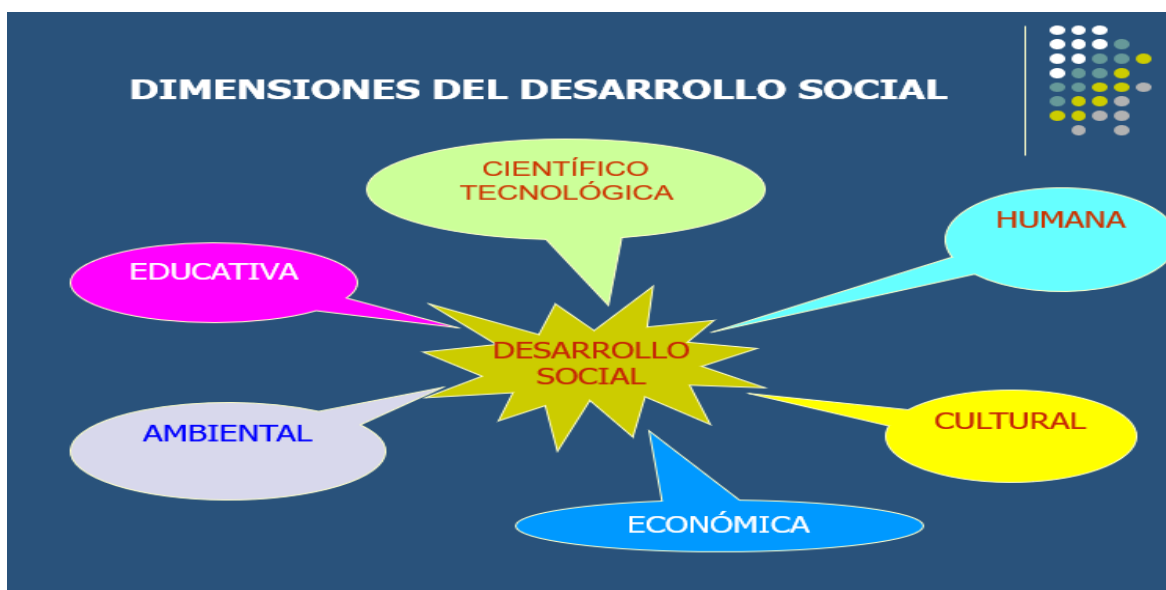 DIMENSIONES DEL DESARROLLO SOCIAL
CIENTÍFICO
TECNOLÓGICA
HUMANA
EDUCATIVA
DESARROLLO
SOCIAL
AMBIENTAL
CULTURAL
ECONÓMICA